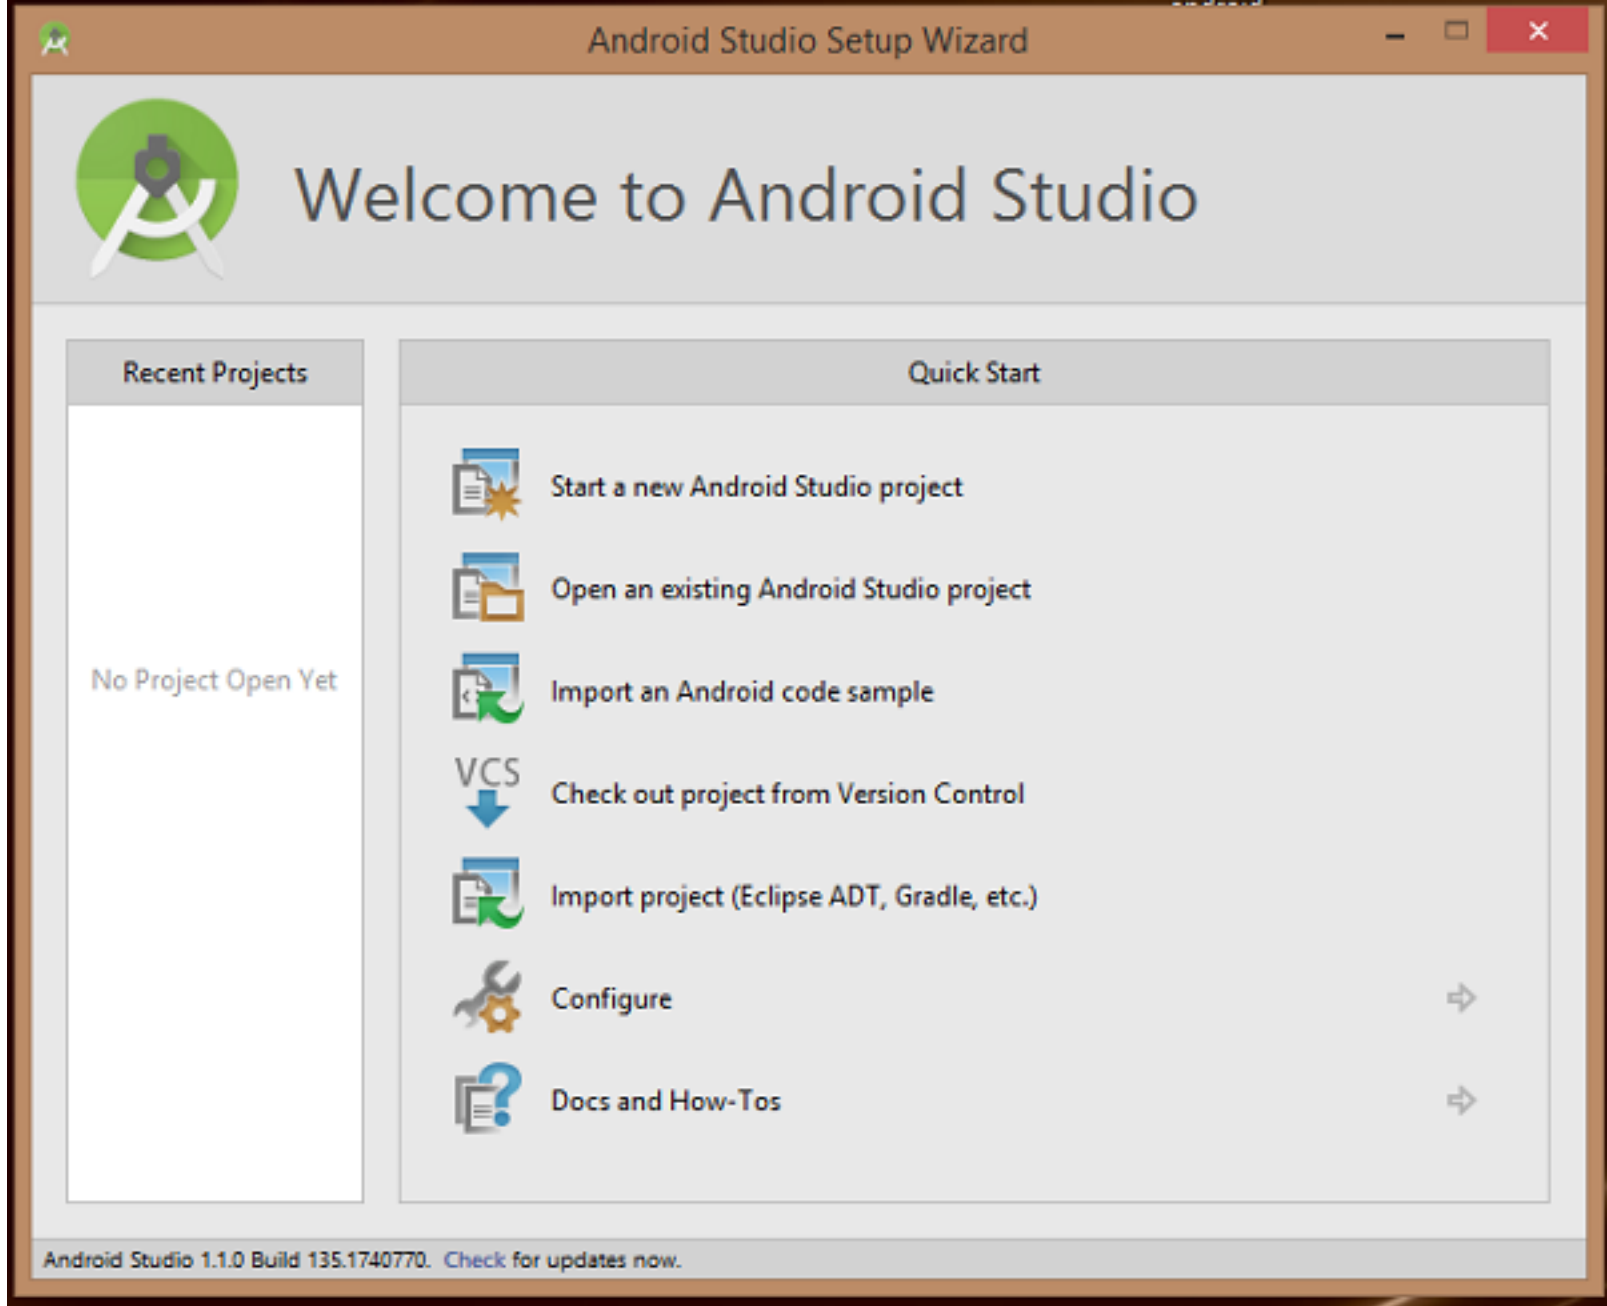 Android Studio Setup Wizard
Welcome to Android Studio
Recent Projects
No Project Open Yet
Quick Start
Start a new Android Studio project
Open an existing Android Studio project
Import an Android code sample
VCS
Check out project from Version Control
Import project (Eclipse ADT, Gradle, etc.)
Configure
Docs and How-Tos
Android Studio 1.1.0 Build 135.1740770. Check for updates now.